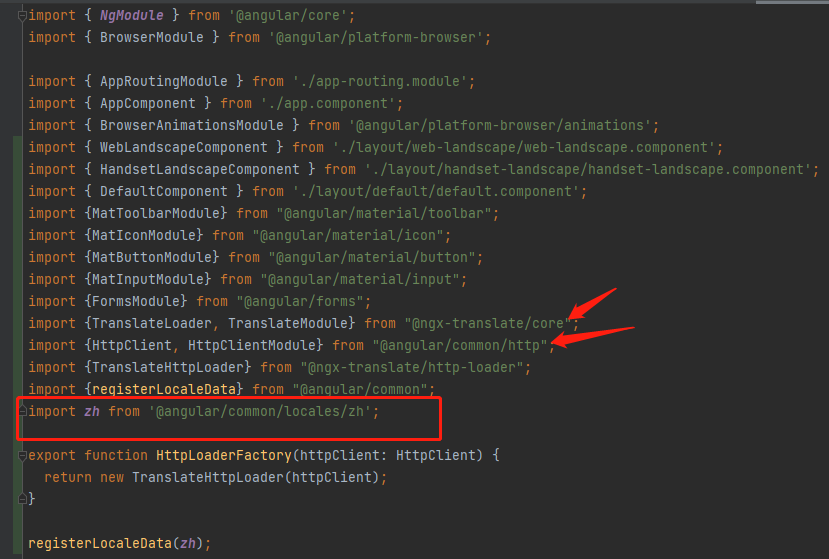 import { NgModule } from '@angular/core';
import { BrowserModule } from '@angular/platform-browser';
import { AppRoutingModule } from './app-routing.module';
import { AppComponent } from './app.component';
import { BrowserAnimationsModule } from '@angular/platform-browser/animations';
import { WebLandscapeComponent } from './layout/web-landscape/web-landscape.component';
import { HandsetLandscapeComponent } from './layout/handset-landscape/handset-landscape.component';
import { DefaultComponent } from './layout/default/default.component';
import {MatToolbarModule} from "@angular/material/toolbar";
import {MatIconModule} from "@angular/material/icon";
import {MatButtonModule} from "@angular/material/button";
import {MatInputModule} from "@angular/material/input";
import {FormsModule} from "@angular/forms";
import {TranslateLoader, TranslateModule} from "@ngx-translate/core";
import {HttpClient, HttpClientModule} from "@angular/common/http";
import {TranslateHttpLoader} from "@ngx-translate/http-loader";
import {registerLocaleData} from "@angular/common";
import zh from '@angular/common/locales/zh';
export function HttpLoaderFactory(httpClient: HttpClient) {
return new TranslateHttpLoader(httpClient);
}
registerLocaleData(zh);